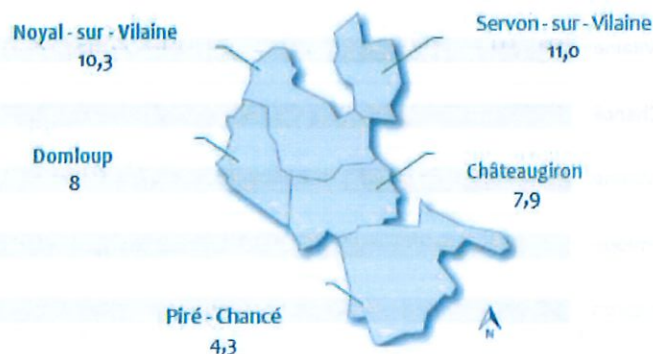 Noyal - sur - Vilaine
10,3
Servon - sur - Vilaine
11,0
Domloup
8
Châteaugiron
7,9
Piré - Chancé
4,3
N